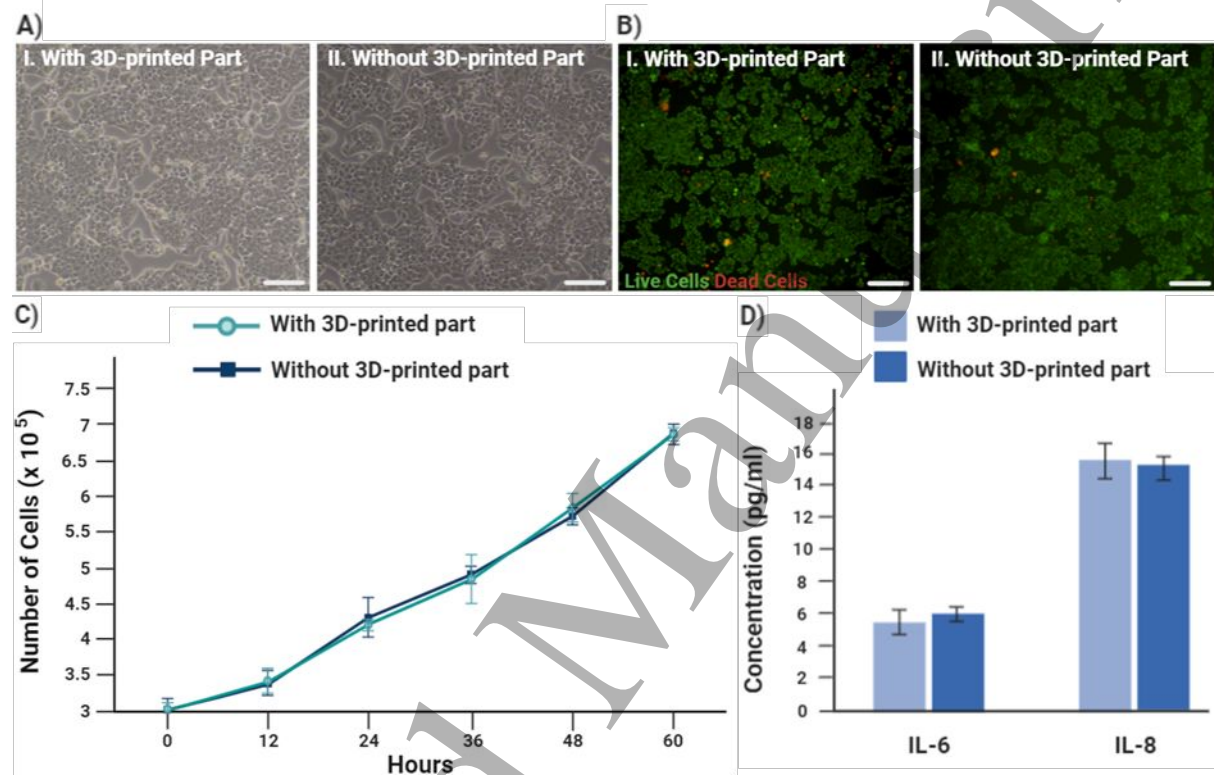 A)
I. With 3D-printed Part
II. Without 3D-printed Part
B)
I. With 3D-printed Part
II. Without 3D-printed Part
Live Cells Dead Cells
C)
With 3D-printed part
Without 3D-printed part
Number of Cells (x 10⁵)
7.5
7
6.5
6
5.5
5
4.5
4
3.5
3
0 12 24 36 48 60
Hours
D)
With 3D-printed part
Without 3D-printed part
Concentration (pg/ml)
18
16
14
12
10
8
6
4
2
0
IL-6 IL-8